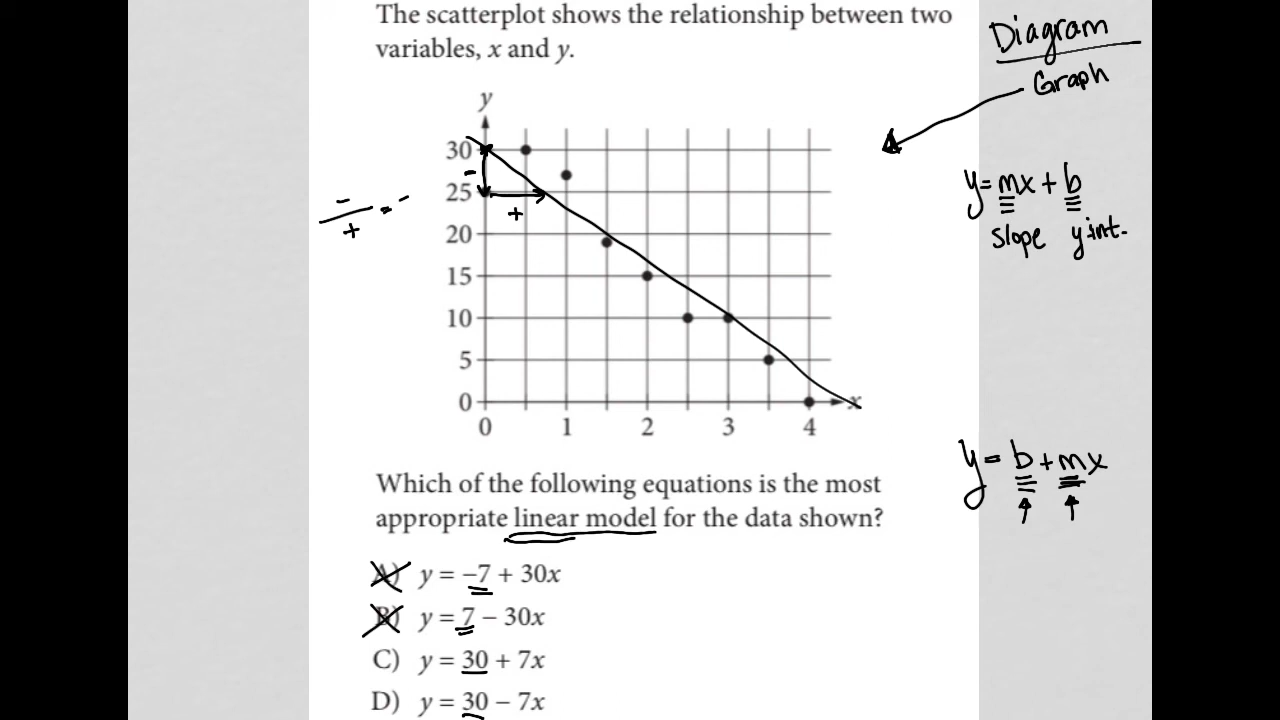 The scatterplot shows the relationship between two
variables, x and y.
Diagram
Graph
y
30
25
20
15
10
5
0
0 1 2 3 4
x
-
+
- / + = -
y = mx + b
slope y int.
y = b + mx
Which of the following equations is the most
appropriate linear model for the data shown?
A) y = −7 + 30x
B) y = 7 − 30x
C) y = 30 + 7x
D) y = 30 − 7x